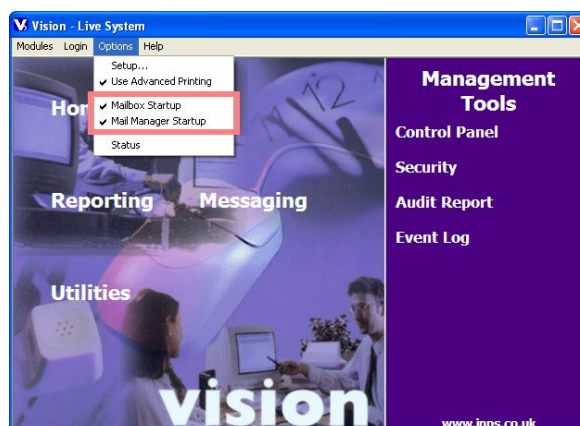 Vision - Live System
Modules Login Options Help
Setup...
Use Advanced Printing
Mailbox Startup
Mail Manager Startup
Status
Reporting
Messaging
Utilities
vision
Management
Tools
Control Panel
Security
Audit Report
Event Log
www.inps.co.uk